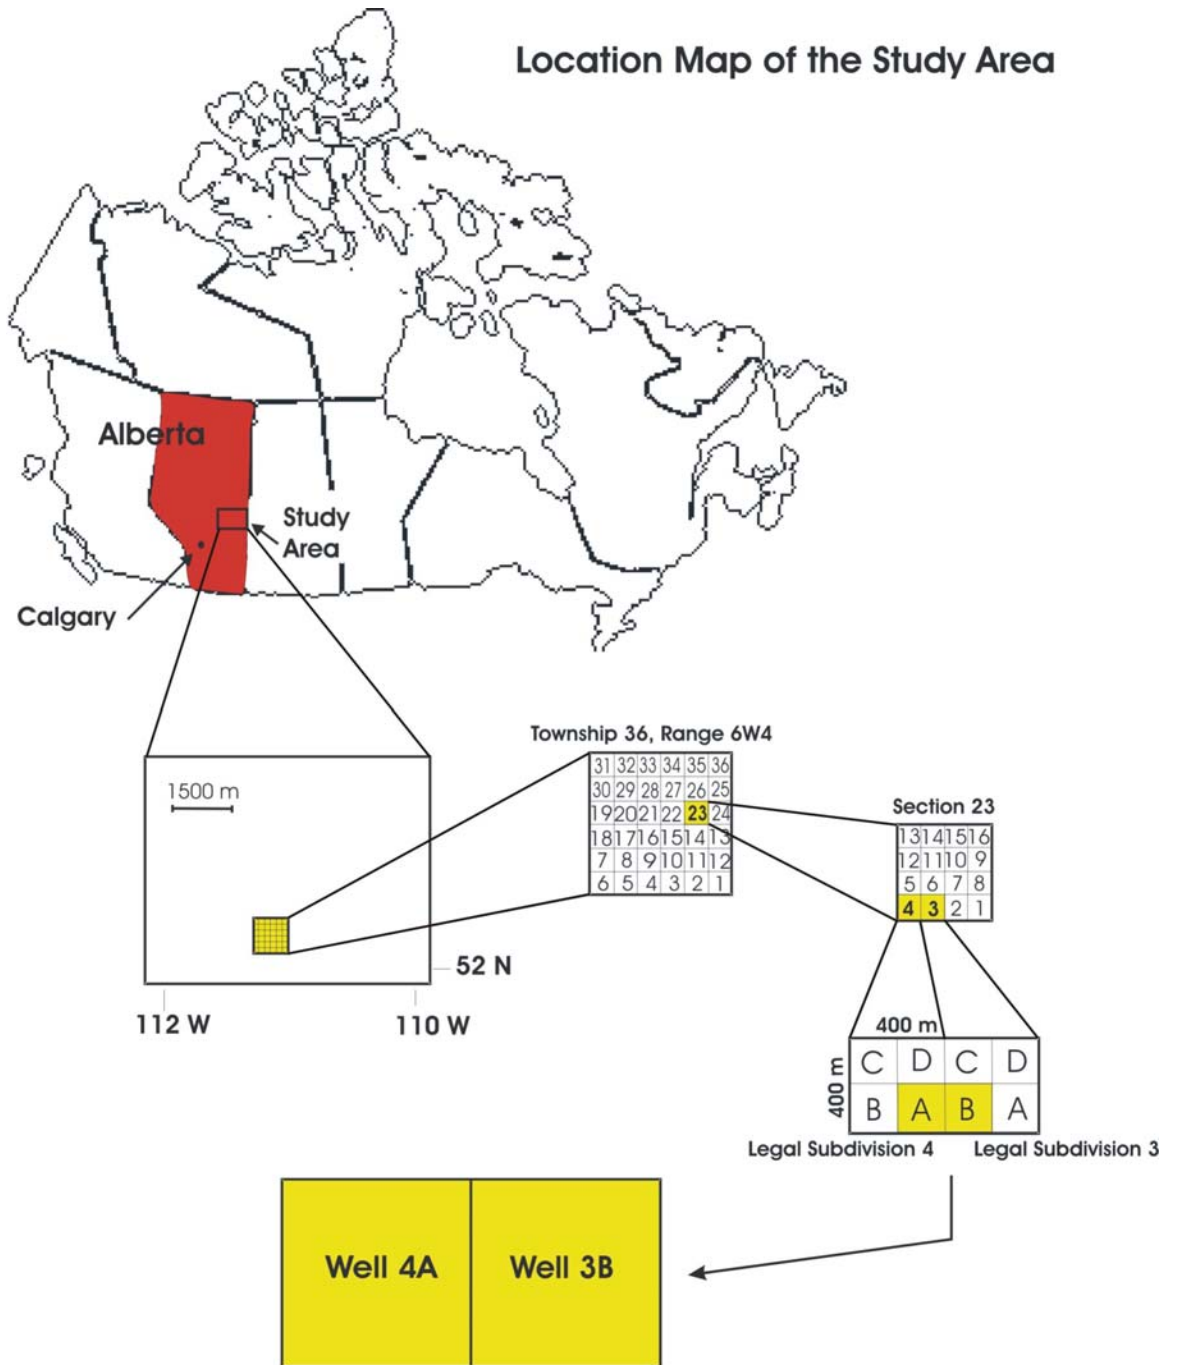 Location Map of the Study Area
Alberta
Study
Area
Calgary
1500 m
52 N
112 W
110 W
Township 36, Range 6W4
31 32 33 34 35 36
30 29 28 27 26 25
19 20 21 22 23 24
18 17 16 15 14 13
7 8 9 10 11 12
6 5 4 3 2 1
Section 23
13 14 15 16
12 11 10 9
5 6 7 8
4 3 2 1
400 m
400 m
C D C D
B A B A
Legal Subdivision 4
Legal Subdivision 3
Well 4A
Well 3B